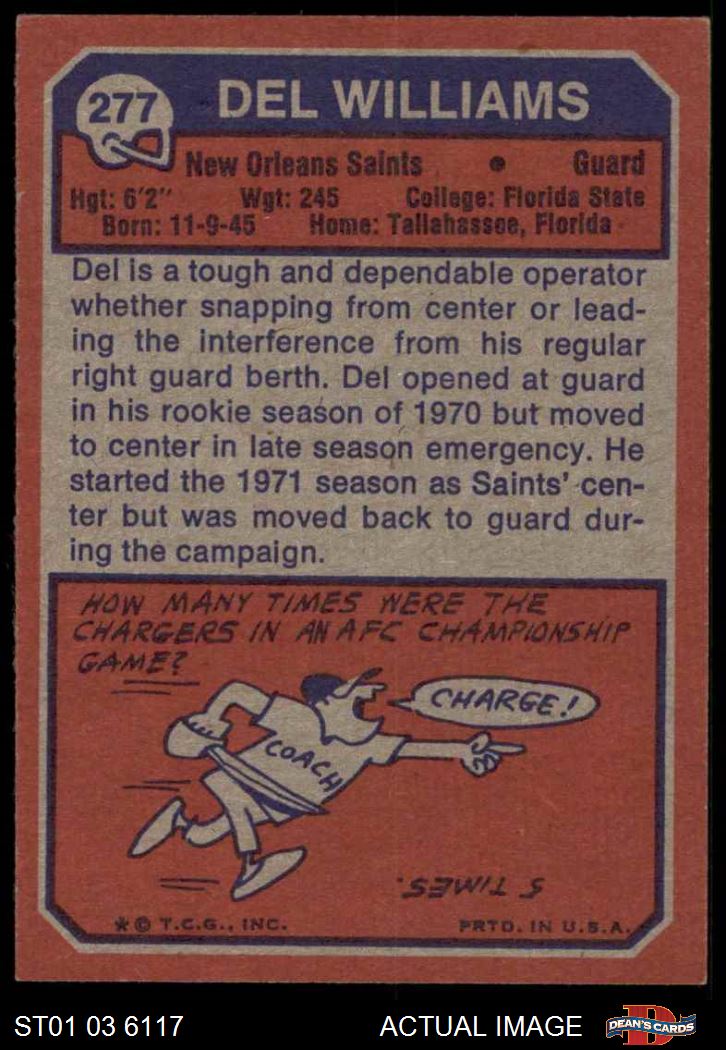 277
DEL WILLIAMS
New Orleans Saints • Guard
Hgt: 6'2" Wgt: 245 College: Florida State
Born: 11-9-45 Home: Tallahassee, Florida
Del is a tough and dependable operator
whether snapping from center or lead-
ing the interference from his regular
right guard berth. Del opened at guard
in his rookie season of 1970 but moved
to center in late season emergency. He
started the 1971 season as Saints' cen-
ter but was moved back to guard dur-
ing the campaign.
HOW MANY TIMES WERE THE
CHARGERS IN AN AFC CHAMPIONSHIP
GAME?
CHARGE!
COACH
5 TIMES.
*© T.C.G., INC. PRTD. IN U.S.A.
ST01 03 6117 ACTUAL IMAGE
D
DEAN'S CARDS